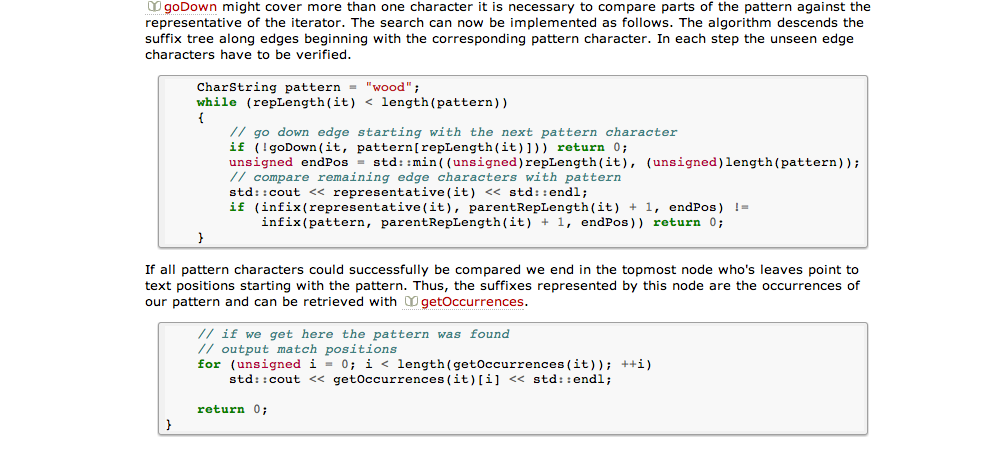 goDown might cover more than one character it is necessary to compare parts of the pattern against the
representative of the iterator. The search can now be implemented as follows. The algorithm descends the
suffix tree along edges beginning with the corresponding pattern character. In each step the unseen edge
characters have to be verified.
CharString pattern = "wood";
while (repLength(it) < length(pattern))
{
    // go down edge starting with the next pattern character
    if (!goDown(it, pattern[repLength(it)])) return 0;
    unsigned endPos = std::min((unsigned)repLength(it), (unsigned)length(pattern));
    // compare remaining edge characters with pattern
    std::cout << representative(it) << std::endl;
    if (infix(representative(it), parentRepLength(it) + 1, endPos) !=
        infix(pattern, parentRepLength(it) + 1, endPos)) return 0;
}
If all pattern characters could successfully be compared we end in the topmost node who's leaves point to
text positions starting with the pattern. Thus, the suffixes represented by this node are the occurrences of
our pattern and can be retrieved with getOccurrences.
    // if we get here the pattern was found
    // output match positions
    for (unsigned i = 0; i < length(getOccurrences(it)); ++i)
        std::cout << getOccurrences(it)[i] << std::endl;
    return 0;
}